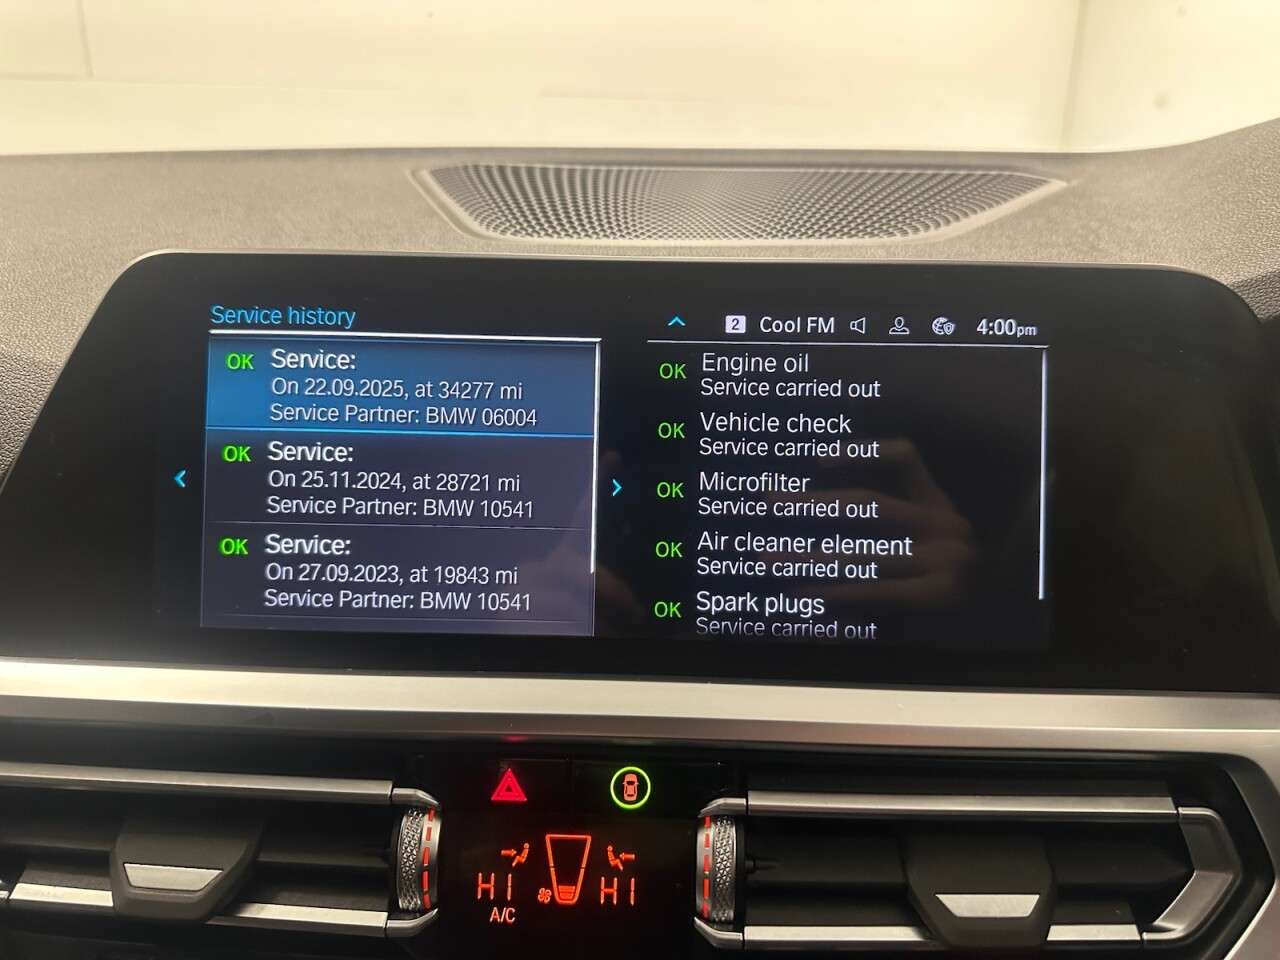 Service history
2 Cool FM 4:00pm
OK Service:
On 22.09.2025, at 34277 mi
Service Partner: BMW 06004
OK Service:
On 25.11.2024, at 28721 mi
Service Partner: BMW 10541
OK Service:
On 27.09.2023, at 19843 mi
Service Partner: BMW 10541
OK Engine oil
Service carried out
OK Vehicle check
Service carried out
OK Microfilter
Service carried out
OK Air cleaner element
Service carried out
OK Spark plugs
Service carried out
HI HI
A/C